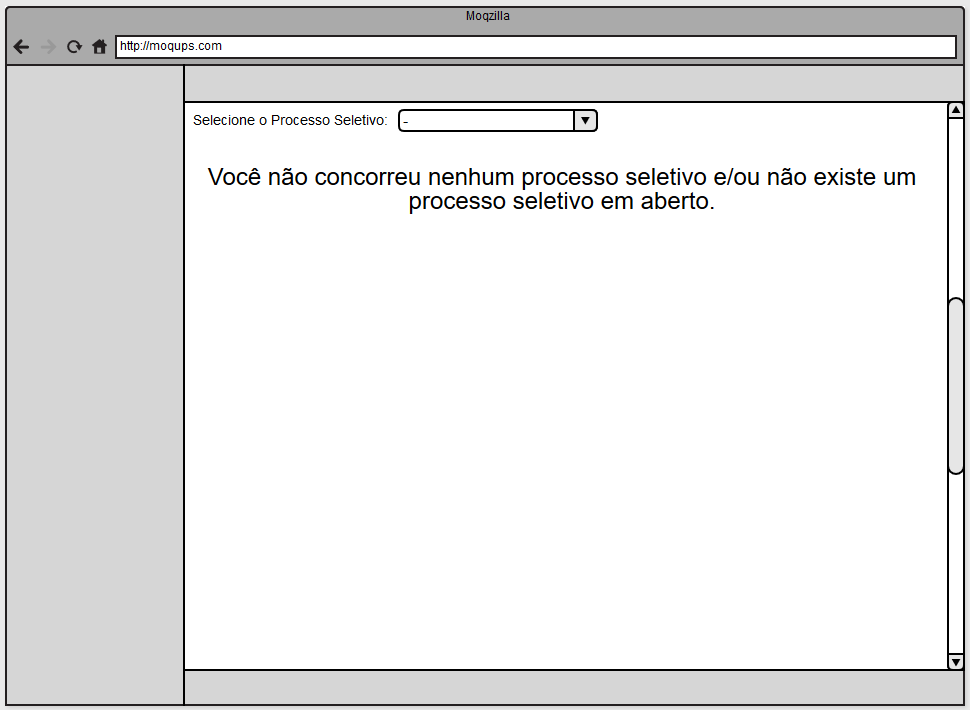 Moqzilla
http://moqups.com
Selecione o Processo Seletivo: -
Você não concorreu nenhum processo seletivo e/ou não existe um
processo seletivo em aberto.